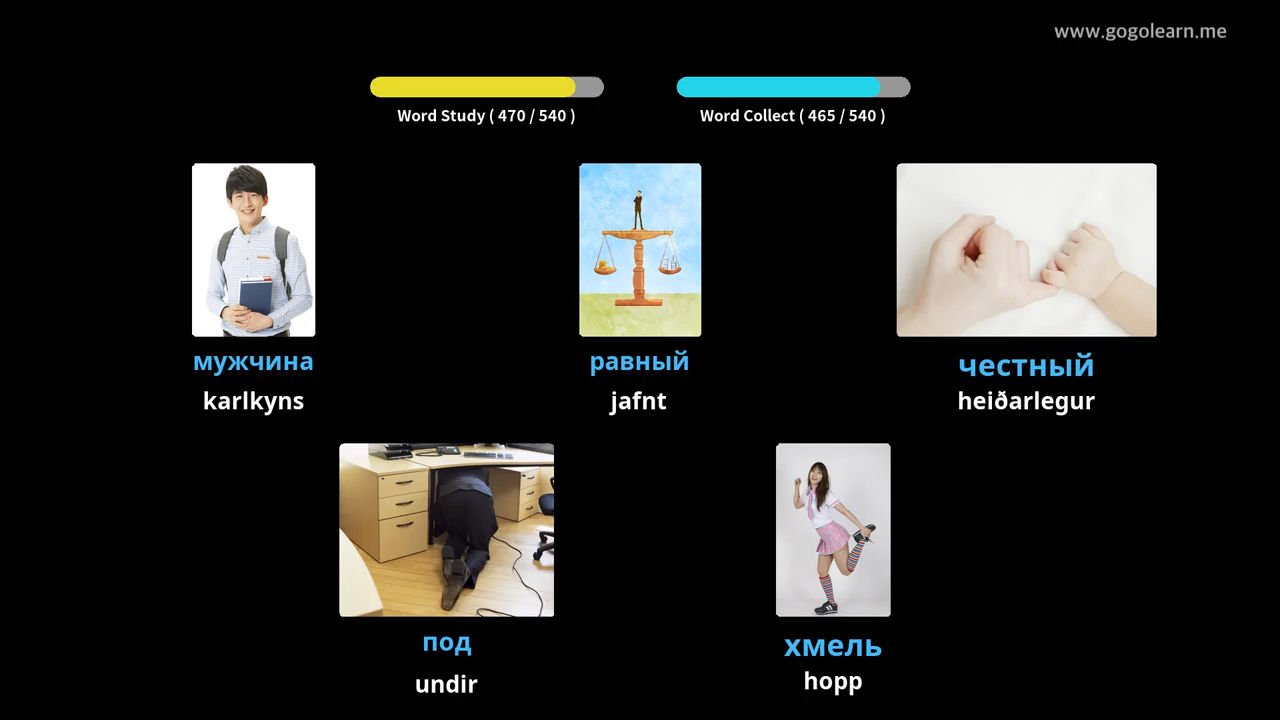 www.gogolearn.me
Word Study ( 470 / 540 )
Word Collect ( 465 / 540 )
мужчина
karlkyns
равный
jafnt
честный
heiðarlegur
под
undir
хмель
hopp